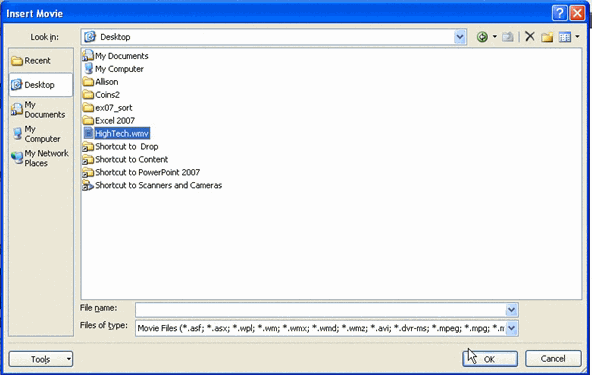 Insert Movie
Look in:
Desktop
Recent
Desktop
My
Documents
My
Computer
My Network
Places
My Documents
My Computer
Allison
Coins2
ex07_sort
Excel 2007
HighTech.wmv
Shortcut to Drop
Shortcut to Content
Shortcut to PowerPoint 2007
Shortcut to Scanners and Cameras
File name:
Files of type:
Movie Files (*.asf; *.asx; *.wpl; *.wm; *.wmx; *.wmd; *.wmz; *.avi; *.dvr-ms; *.mpeg; *.mpg; *.m
Tools
OK
Cancel